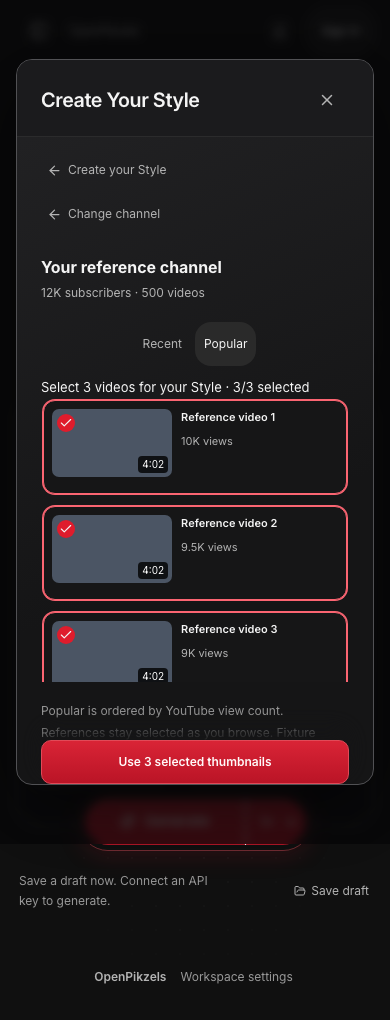 Create Your Style
Create your Style
Change channel
Your reference channel
12K subscribers · 500 videos
Recent
Popular
Select 3 videos for your Style · 3/3 selected
Reference video 1
10K views
4:02
Reference video 2
9.5K views
4:02
Reference video 3
9K views
4:02
Popular is ordered by YouTube view count.
References stay selected as you browse. Fixture
Use 3 selected thumbnails
Save a draft now. Connect an API
key to generate.
Save draft
OpenPikzels
Workspace settings